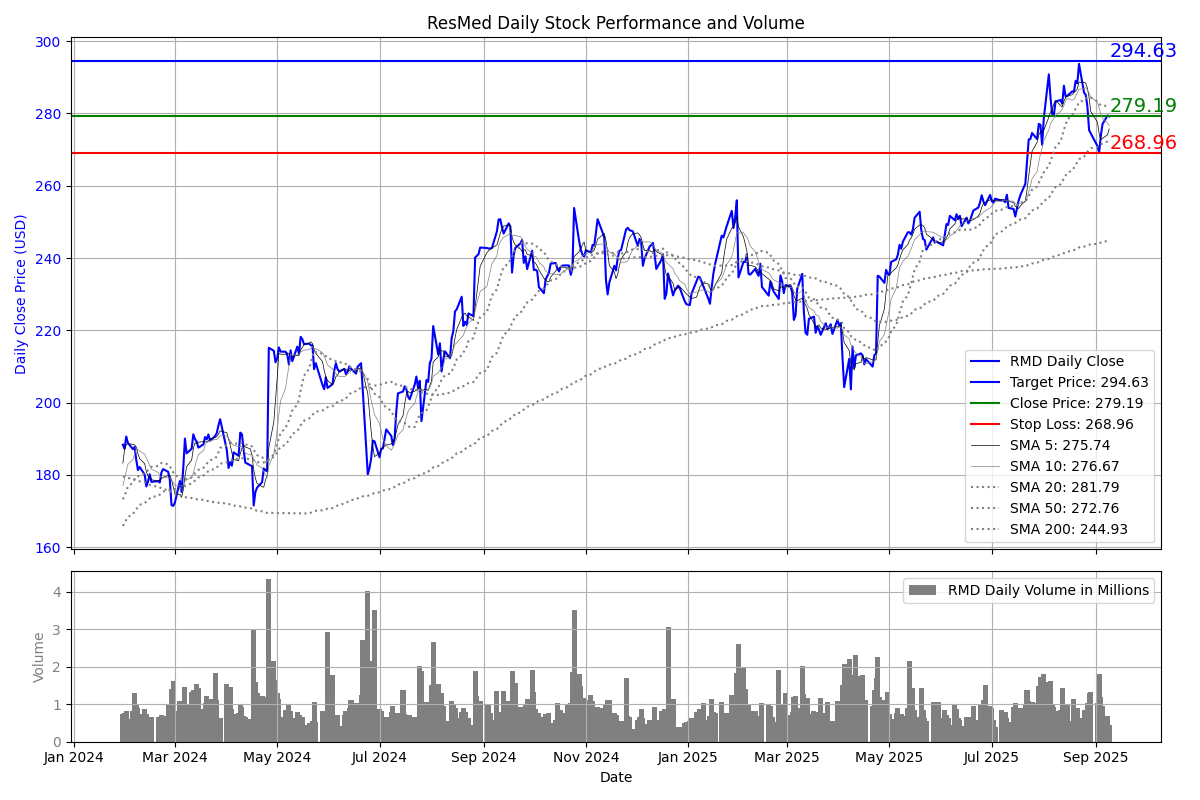 ResMed Daily Stock Performance and Volume
300
280
260
240
220
200
180
160
Daily Close Price (USD)
294.63
279.19
268.96
RMD Daily Close
Target Price: 294.63
Close Price: 279.19
Stop Loss: 268.96
SMA 5: 275.74
SMA 10: 276.67
SMA 20: 281.79
SMA 50: 272.76
SMA 200: 244.93
4
3
2
1
0
Volume
RMD Daily Volume in Millions
Jan 2024 Mar 2024 May 2024 Jul 2024 Sep 2024 Nov 2024 Jan 2025 Mar 2025 May 2025 Jul 2025 Sep 2025
Date